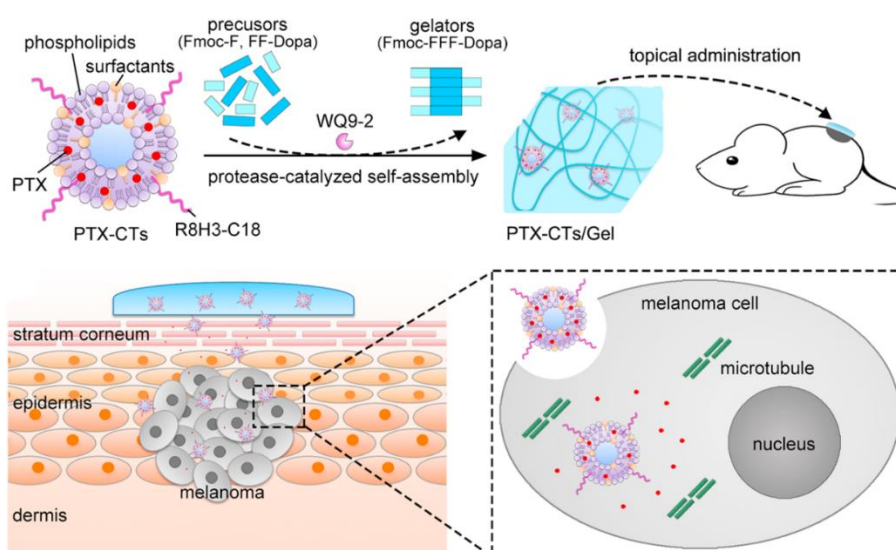 phospholipids
surfactants
PTX
PTX-CTs
R8H3-C18
precusors
(Fmoc-F, FF-Dopa)
gelators
(Fmoc-FFF-Dopa)
WQ9-2
protease-catalyzed self-assembly
PTX-CTs/Gel
topical administration
stratum corneum
epidermis
melanoma
dermis
melanoma cell
microtubule
nucleus